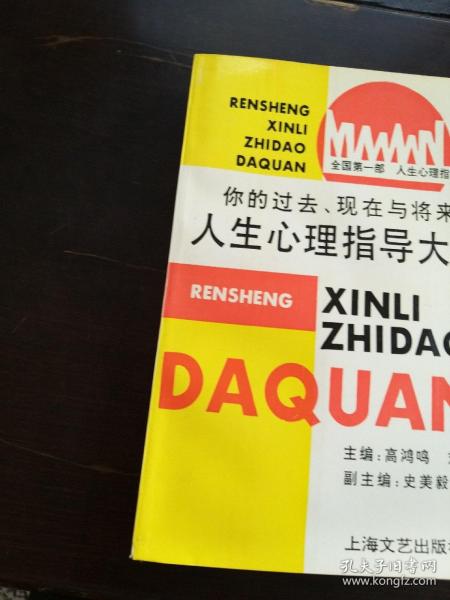 RENSHENG
XINLI
ZHIDAO
DAQUAN
全国第一部 人生心理指
你的过去、现在与将来
人生心理指导大
RENSHENG
XINLI
ZHIDAO
DAQUAN
主编:高鸿鸣
副主编:史美毅
上海文艺出版
孔夫子旧书网
www.kongfz.com